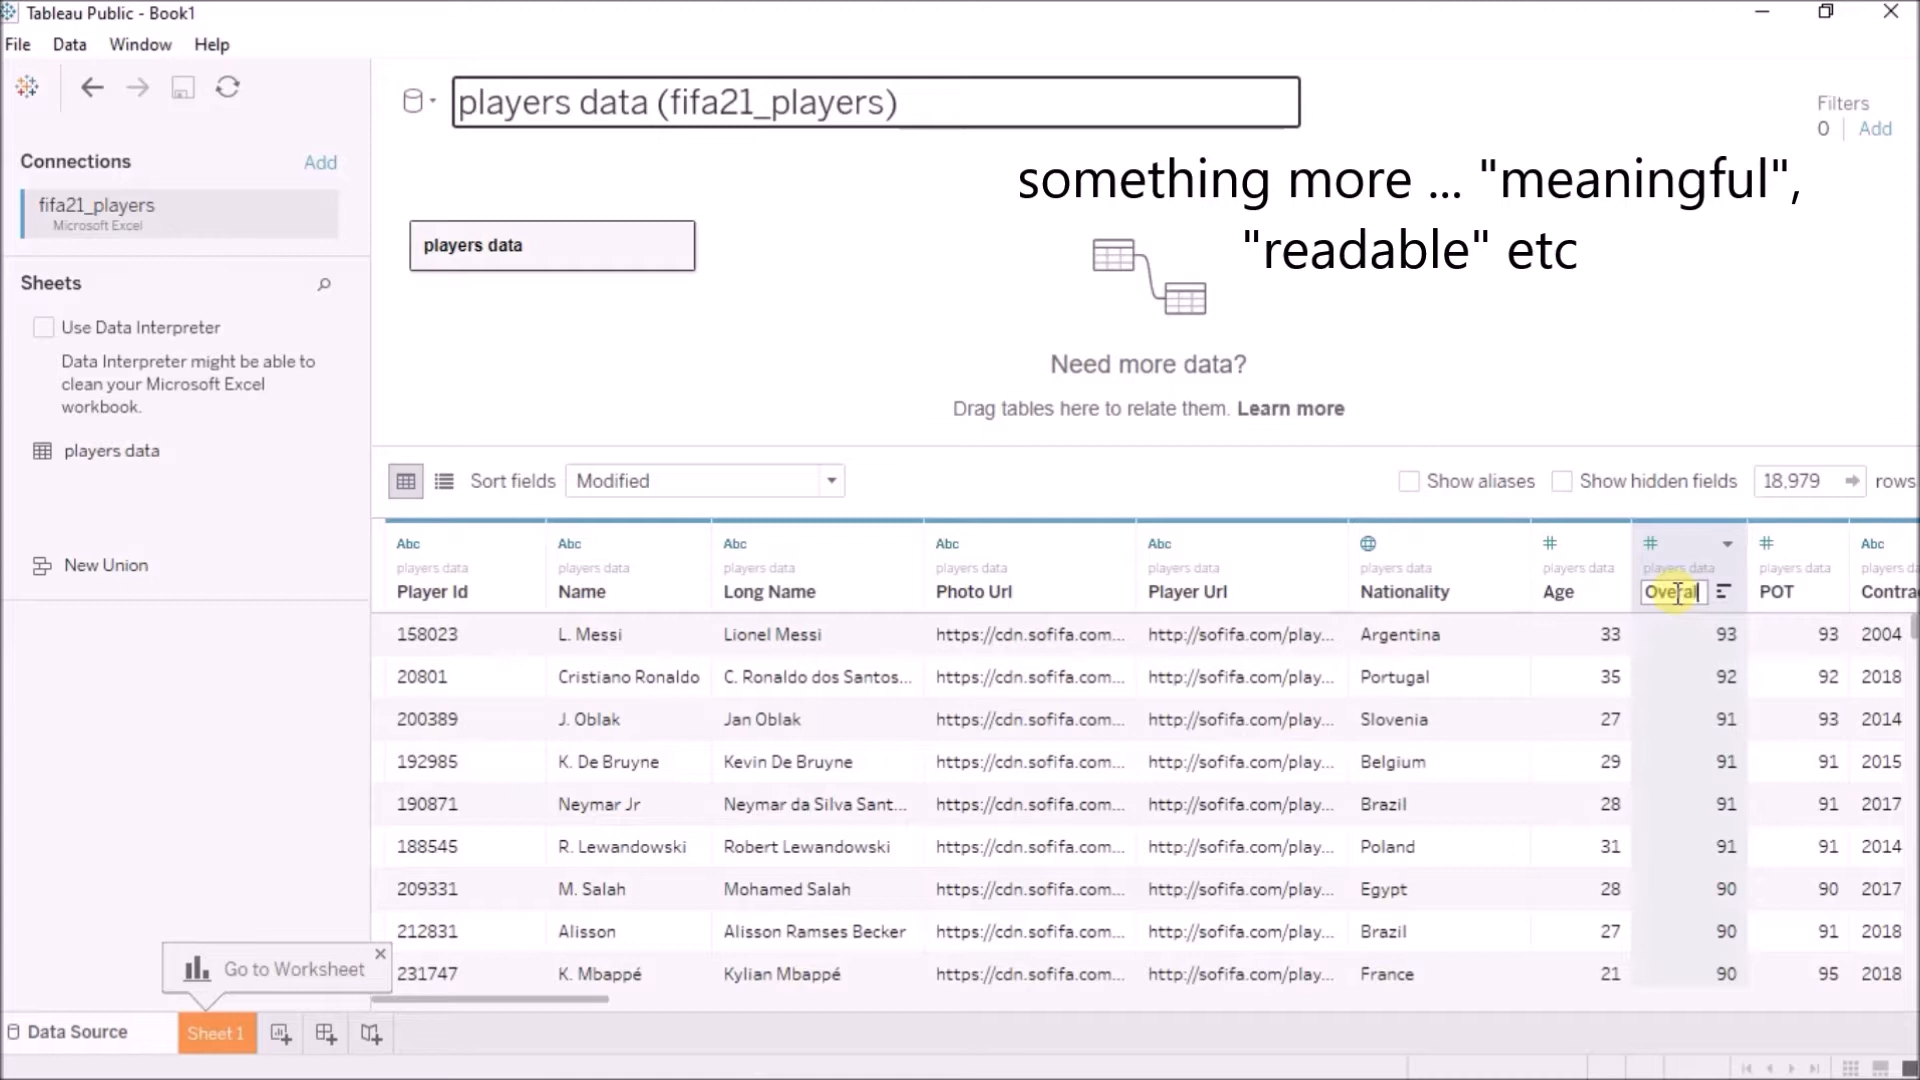 Tableau Public - Book1
File Data Window Help
players data (fifa21_players)
Filters
0 Add
something more ... "meaningful",
"readable" etc
Connections Add
fifa21_players
Microsoft Excel
players data
Sheets
Use Data Interpreter
Data Interpreter might be able to
clean your Microsoft Excel
workbook.
Need more data?
Drag tables here to relate them. Learn more
players data
New Union
Sort fields Modified Show aliases Show hidden fields 18,979 rows
Abc Abc Abc Abc Abc # # # Abc
players data players data players data players data players data players data players data players data players data players d
Player Id Name Long Name Photo Url Player Url Nationality Age Overal POT Contra
158023 L. Messi Lionel Messi https://cdn.sofifa.com... http://sofifa.com/play... Argentina 33 93 93 2004
20801 Cristiano Ronaldo C. Ronaldo dos Santos... https://cdn.sofifa.com... http://sofifa.com/play... Portugal 35 92 92 2018
200389 J. Oblak Jan Oblak https://cdn.sofifa.com... http://sofifa.com/play... Slovenia 27 91 93 2014
192985 K. De Bruyne Kevin De Bruyne https://cdn.sofifa.com... http://sofifa.com/play... Belgium 29 91 91 2015
190871 Neymar Jr Neymar da Silva Sant... https://cdn.sofifa.com... http://sofifa.com/play... Brazil 28 91 91 2017
188545 R. Lewandowski Robert Lewandowski https://cdn.sofifa.com... http://sofifa.com/play... Poland 31 91 91 2014
209331 M. Salah Mohamed Salah https://cdn.sofifa.com... http://sofifa.com/play... Egypt 28 90 90 2017
212831 Alisson Alisson Ramses Becker https://cdn.sofifa.com... http://sofifa.com/play... Brazil 27 90 91 2018
231747 K. Mbappé Kylian Mbappé https://cdn.sofifa.com... http://sofifa.com/play... France 21 90 95 2018
Go to Worksheet
Data Source Sheet 1